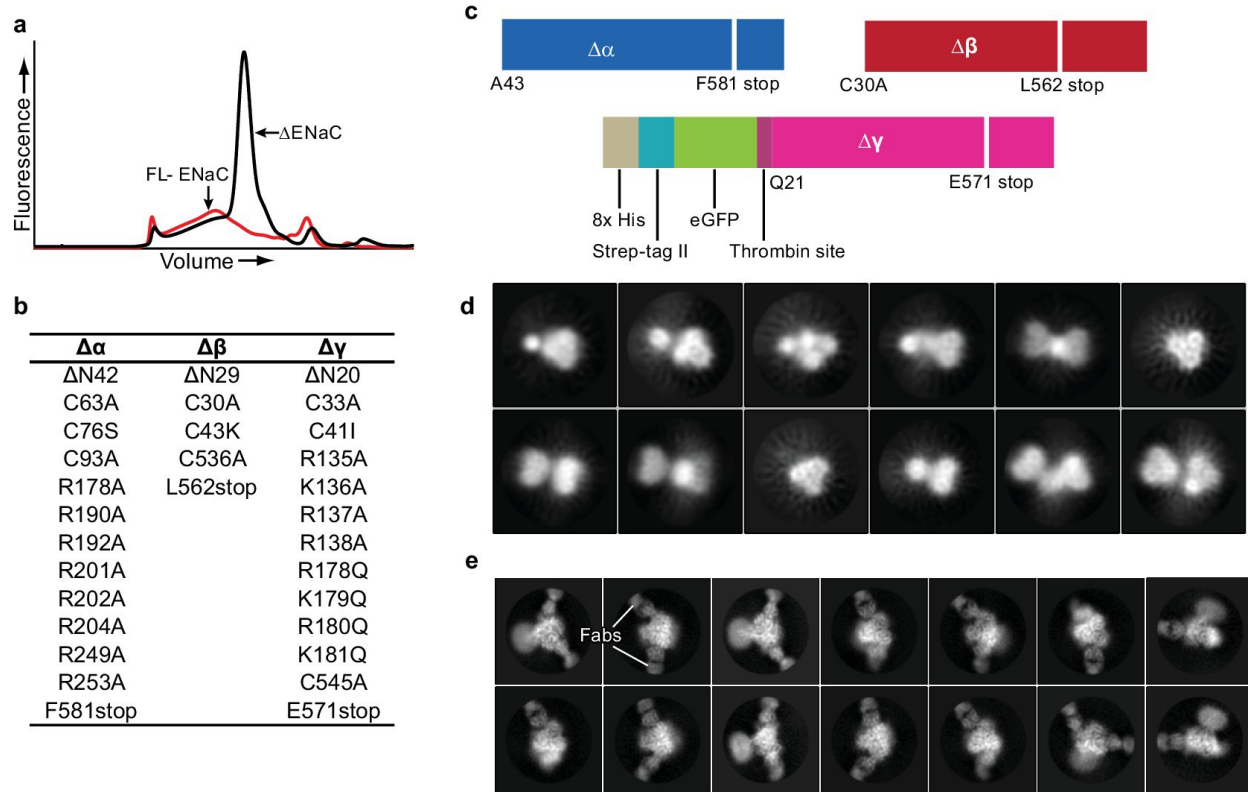 a
Fluorescence
ΔENaC
FL- ENaC
Volume
b
Δα Δβ Δγ
ΔN42 ΔN29 ΔN20
C63A C30A C33A
C76S C43K C41I
C93A C536A R135A
R178A L562stop K136A
R190A R137A
R192A R138A
R201A R178Q
R202A K179Q
R204A R180Q
R249A K181Q
R253A C545A
F581stop E571stop
c
Δα Δβ
A43 F581 stop C30A L562 stop
Δγ
Q21 E571 stop
8x His eGFP
Strep-tag II Thrombin site
d
e
Fabs